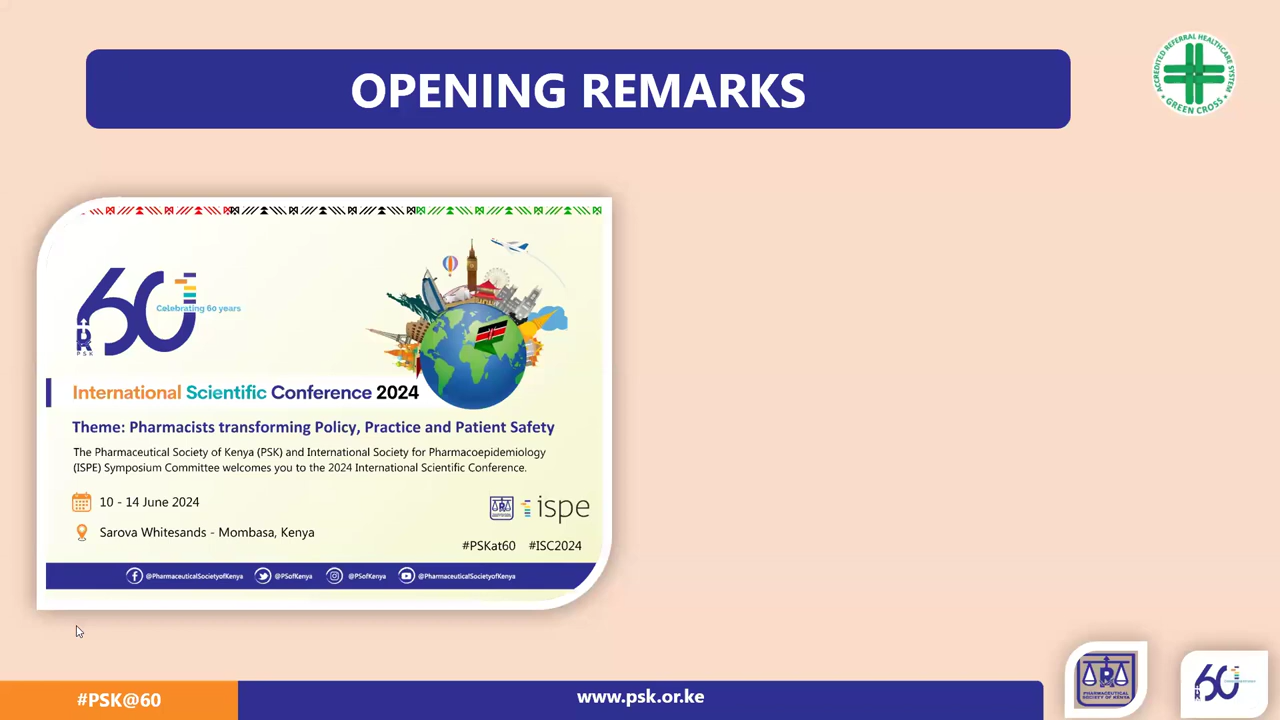 OPENING REMARKS
ACCREDITED REFERRAL HEALTHCARE SYSTEM
GREEN CROSS
60
Celebrating 60 years
PSK
International Scientific Conference 2024
Theme: Pharmacists transforming Policy, Practice and Patient Safety
The Pharmaceutical Society of Kenya (PSK) and International Society for Pharmacoepidemiology
(ISPE) Symposium Committee welcomes you to the 2024 International Scientific Conference.
10 - 14 June 2024
ispe
Sarova Whitesands - Mombasa, Kenya
#PSKat60 #ISC2024
@PharmaceuticalSocietyofKenya @PSofKenya @PSofKenya @PharmaceuticalSocietyofKenya
#PSK@60
www.psk.or.ke
PHARMACEUTICAL
SOCIETY OF KENYA
60